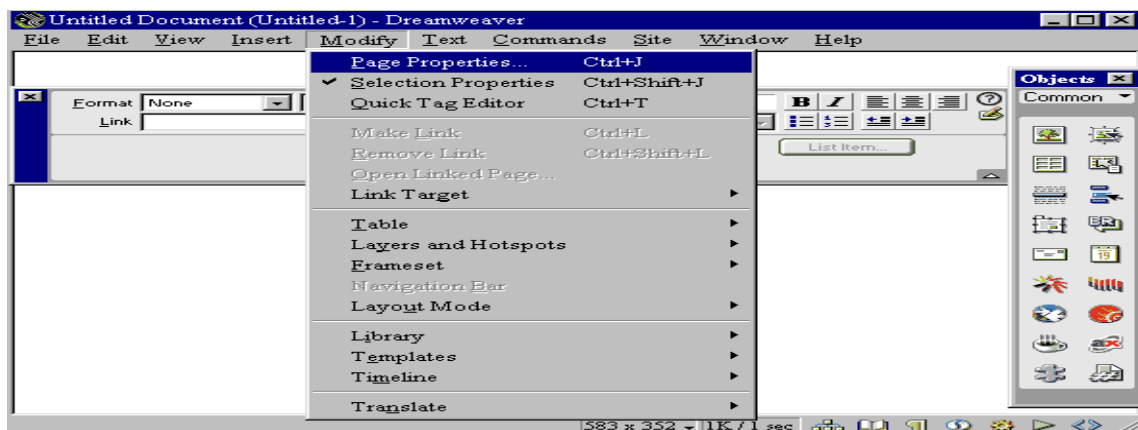 Untitled Document (Untitled-1) - Dreamweaver
File Edit View Insert Modify Text Commands Site Window Help
Page Properties... Ctrl+J
Selection Properties Ctrl+Shift+J
Quick Tag Editor Ctrl+T
Make Link Ctrl+L
Remove Link Ctrl+Shift+L
Open Linked Page...
Link Target
Table
Layers and Hotspots
Frameset
Navigation Bar
Layout Mode
Library
Templates
Timeline
Translate
Format None
Link
B I
List Item...
Objects
Common
19
583 x 352 1K / 1 sec